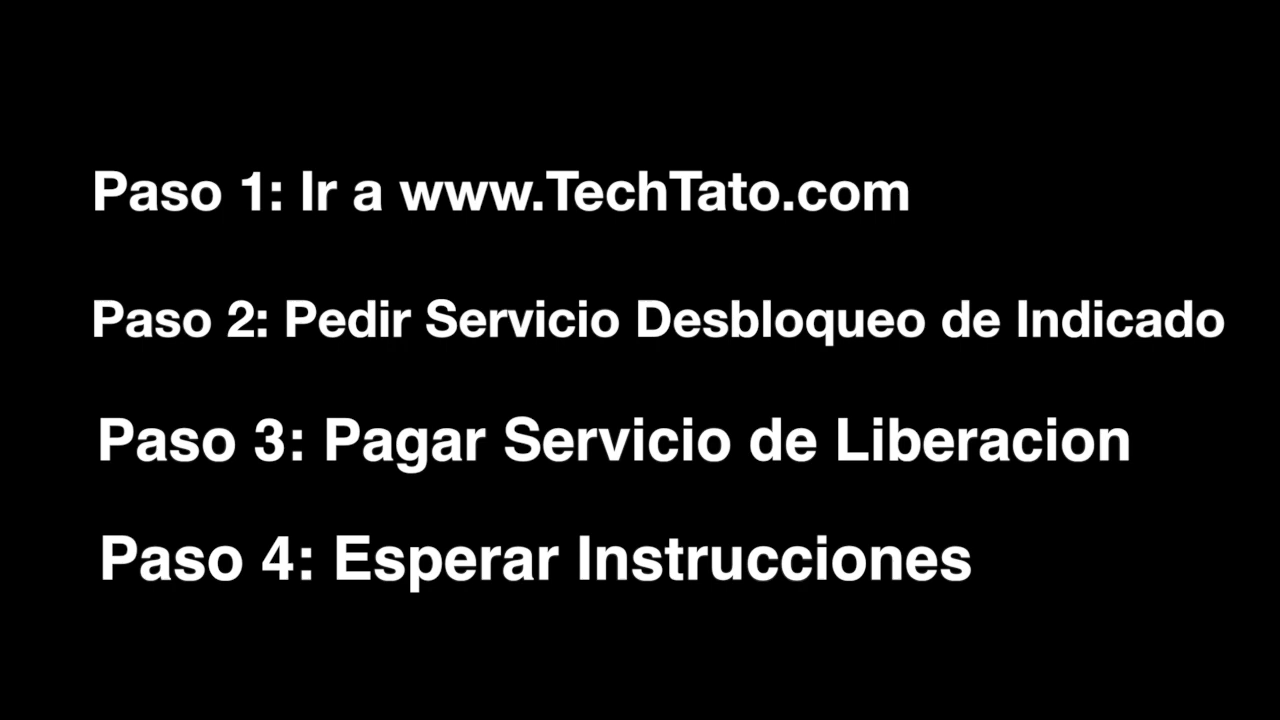 Paso 1: Ir a www.TechTato.com
Paso 2: Pedir Servicio Desbloqueo de Indicado
Paso 3: Pagar Servicio de Liberacion
Paso 4: Esperar Instrucciones